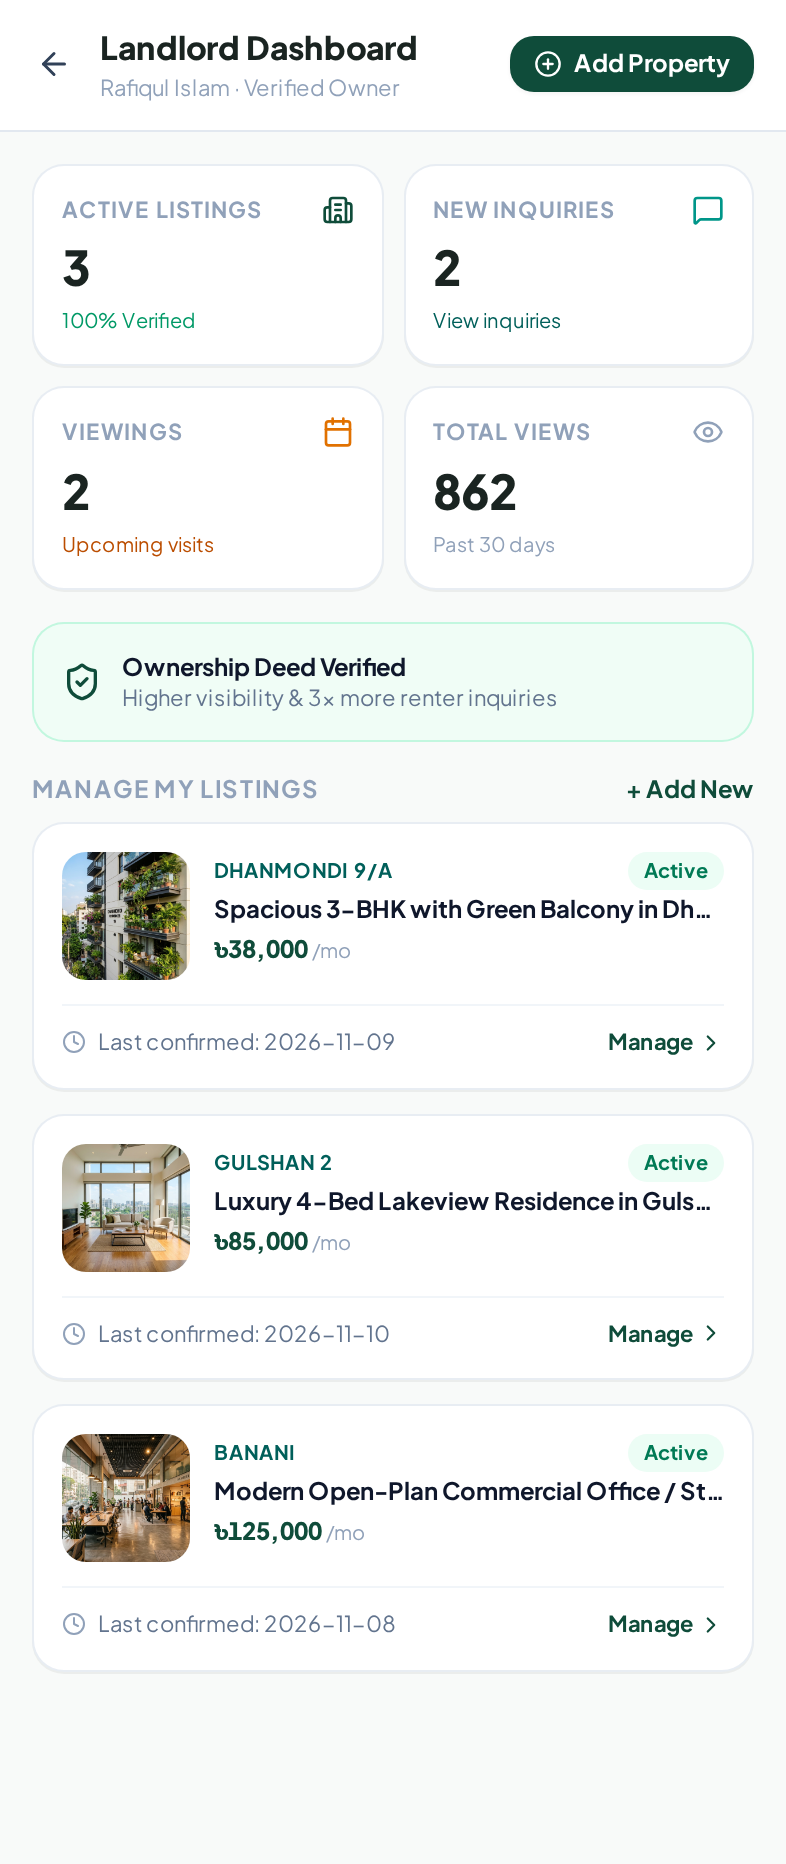 Landlord Dashboard
Rafiqul Islam · Verified Owner
Add Property
ACTIVE LISTINGS
3
100% Verified
NEW INQUIRIES
2
View inquiries
VIEWINGS
2
Upcoming visits
TOTAL VIEWS
862
Past 30 days
Ownership Deed Verified
Higher visibility & 3× more renter inquiries
MANAGE MY LISTINGS
+ Add New
DHANMONDI 9/A
Active
Spacious 3-BHK with Green Balcony in Dh...
৳38,000 /mo
Last confirmed: 2026-11-09
Manage
GULSHAN 2
Active
Luxury 4-Bed Lakeview Residence in Guls...
৳85,000 /mo
Last confirmed: 2026-11-10
Manage
BANANI
Active
Modern Open-Plan Commercial Office / St...
৳125,000 /mo
Last confirmed: 2026-11-08
Manage